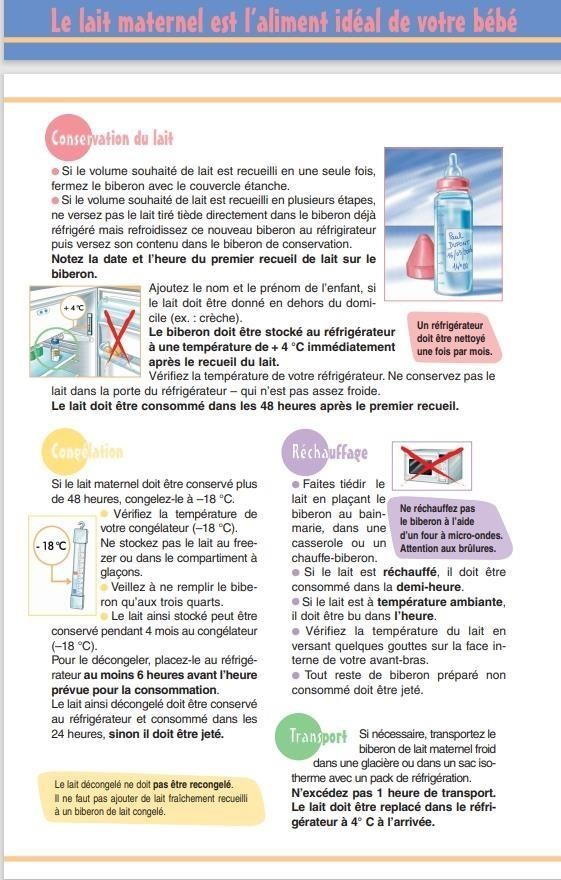 Le lait maternel est l'aliment idéal de votre bébé
Conservation du lait
● Si le volume souhaité de lait est recueilli en une seule fois,
fermez le biberon avec le couvercle étanche.
● Si le volume souhaité de lait est recueilli en plusieurs étapes,
ne versez pas le lait tiré tiède directement dans le biberon déjà
réfrigéré mais refroidissez ce nouveau biberon au réfrigirateur
puis versez son contenu dans le biberon de conservation.
Notez la date et l'heure du premier recueil de lait sur le
biberon.
Paul
DUPONT
14H00
+ 4°C
Ajoutez le nom et le prénom de l'enfant, si
le lait doit être donné en dehors du domi-
cile (ex. : crèche).
Le biberon doit être stocké au réfrigérateur
à une température de + 4 °C immédiatement
après le recueil du lait.
Un réfrigérateur
doit être nettoyé
une fois par mois.
Vérifiez la température de votre réfrigérateur. Ne conservez pas le
lait dans la porte du réfrigérateur – qui n'est pas assez froide.
Le lait doit être consommé dans les 48 heures après le premier recueil.
Congélation
Si le lait maternel doit être conservé plus
de 48 heures, congelez-le à –18 °C.
● Vérifiez la température de
votre congélateur (–18 °C).
Ne stockez pas le lait au free-
zer ou dans le compartiment à
glaçons.
● Veillez à ne remplir le bibe-
ron qu'aux trois quarts.
● Le lait ainsi stocké peut être
conservé pendant 4 mois au congélateur
(–18 °C).
- 18 °C
Pour le décongeler, placez-le au réfrigé-
rateur au moins 6 heures avant l'heure
prévue pour la consommation.
Le lait ainsi décongelé doit être conservé
au réfrigérateur et consommé dans les
24 heures, sinon il doit être jeté.
Le lait décongelé ne doit pas être recongelé.
Il ne faut pas ajouter de lait fraîchement recueilli
à un biberon de lait congelé.
Réchauffage
● Faites tiédir le
lait en plaçant le
biberon au bain-
marie, dans une
casserole ou un
chauffe-biberon.
Ne réchauffez pas
le biberon à l'aide
d'un four à micro-ondes.
Attention aux brûlures.
● Si le lait est réchauffé, il doit être
consommé dans la demi-heure.
● Si le lait est à température ambiante,
il doit être bu dans l'heure.
● Vérifiez la température du lait en
versant quelques gouttes sur la face in-
terne de votre avant-bras.
● Tout reste de biberon préparé non
consommé doit être jeté.
Transport
Si nécessaire, transportez le
biberon de lait maternel froid
dans une glacière ou dans un sac iso-
therme avec un pack de réfrigération.
N'excédez pas 1 heure de transport.
Le lait doit être replacé dans le réfri-
gérateur à 4° C à l'arrivée.